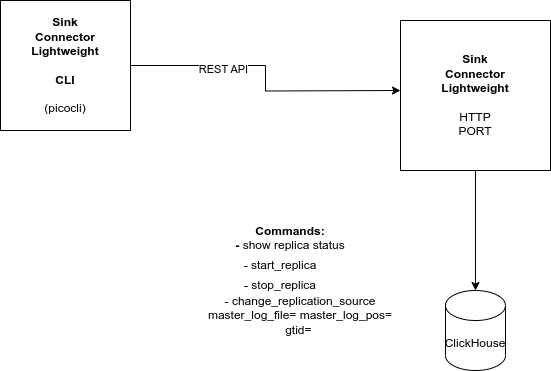 Sink
Connector
Lightweight
CLI
(picocli)
REST API
Sink
Connector
Lightweight
HTTP
PORT
Commands:
- show replica status
- start_replica
- stop_replica
- change_replication_source
master_log_file= master_log_pos=
gtid=
ClickHouse